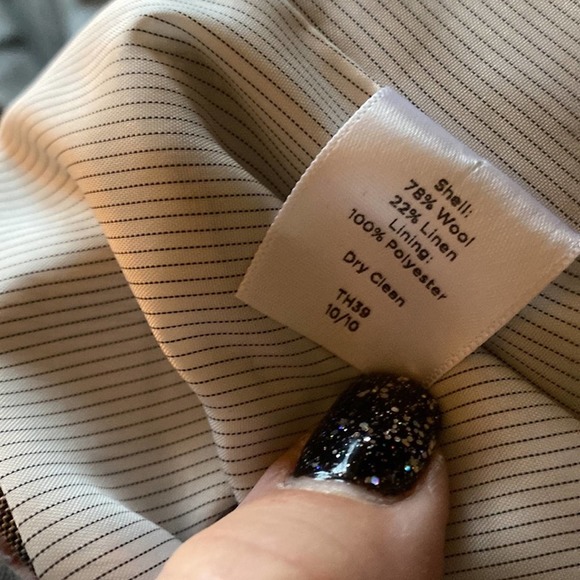 Shell:
78% Wool
22% Linen
Lining:
100% Polyester
Dry Clean
TH39
10/10